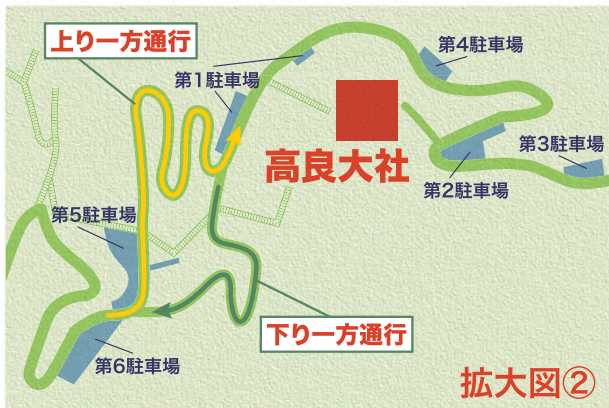 上り一方通行
第1駐車場
第4駐車場
第3駐車場
高良大社
第2駐車場
第5駐車場
下り一方通行
第6駐車場
拡大図②